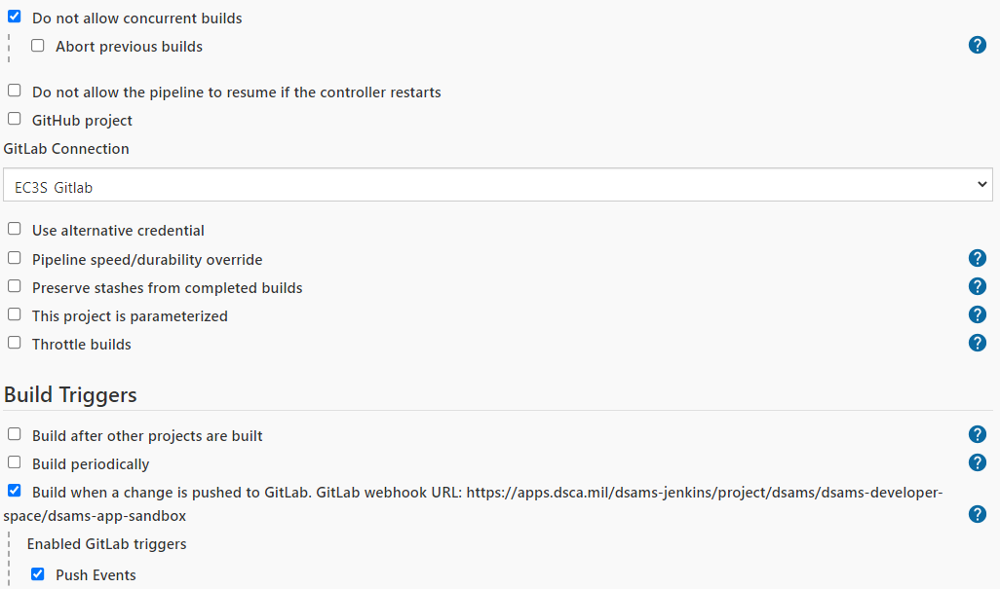 Do not allow concurrent builds
Abort previous builds
?
Do not allow the pipeline to resume if the controller restarts
GitHub project
GitLab Connection
EC3S Gitlab
Use alternative credential
Pipeline speed/durability override
?
Preserve stashes from completed builds
?
This project is parameterized
?
Throttle builds
?
Build Triggers
Build after other projects are built
?
Build periodically
?
Build when a change is pushed to GitLab. GitLab webhook URL: https://apps.dsca.mil/dsams-jenkins/project/dsams/dsams-developer-
space/dsams-app-sandbox
?
Enabled GitLab triggers
Push Events